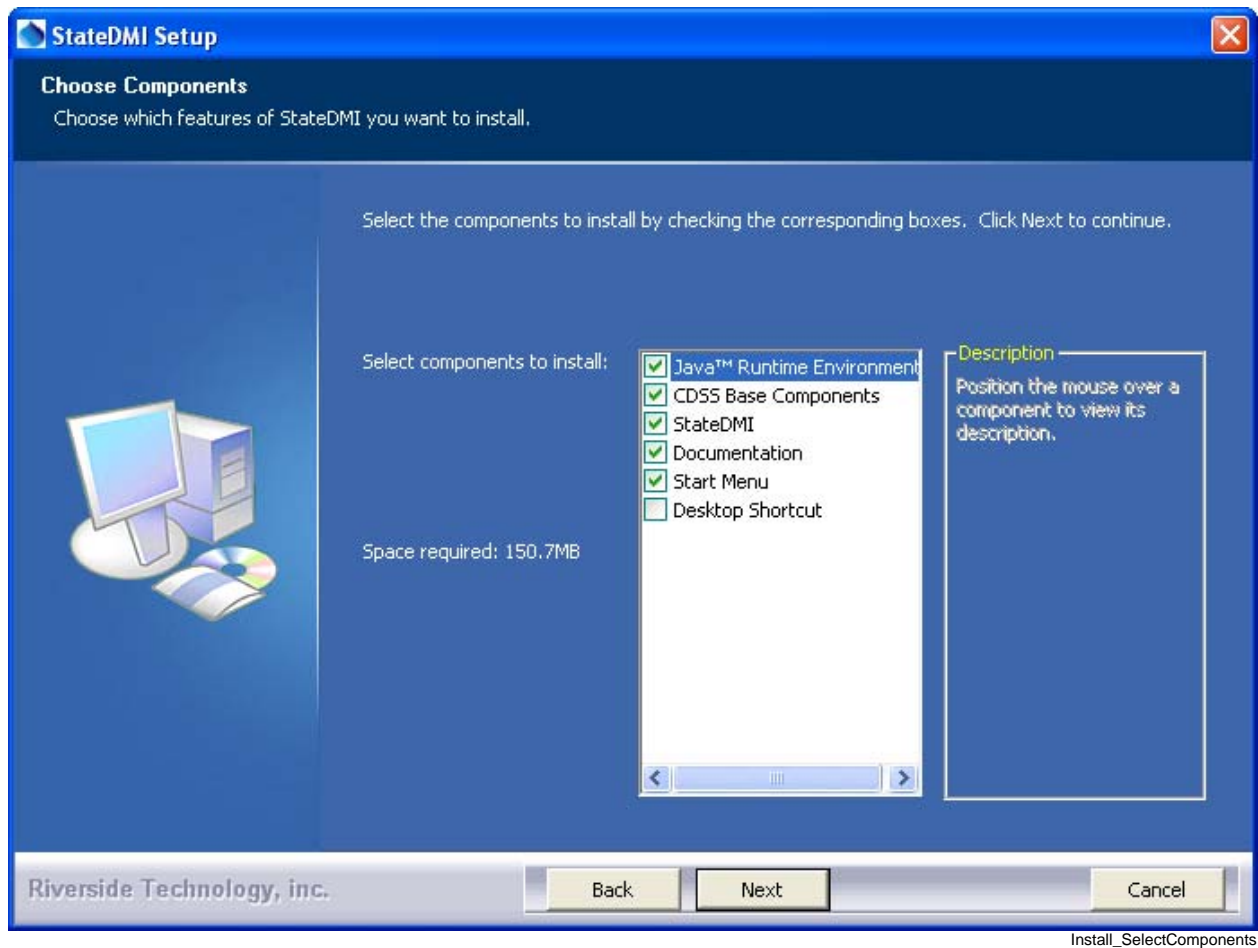 StateDMI Setup
Choose Components
Choose which features of StateDMI you want to install.
Select the components to install by checking the corresponding boxes. Click Next to continue.
Select components to install:
Java™ Runtime Environment
CDSS Base Components
StateDMI
Documentation
Start Menu
Desktop Shortcut
Description
Position the mouse over a
component to view its
description.
Space required: 150.7MB
Riverside Technology, inc.
Back
Next
Cancel
Install_SelectComponents